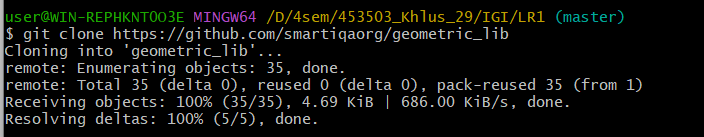 user@WIN-REPHKNTOO3E MINGW64 /D/4sem/453503_Khlus_29/IGI/LR1 (master)
$ git clone https://github.com/smartiqaorg/geometric_lib
Cloning into 'geometric_lib'...
remote: Enumerating objects: 35, done.
remote: Total 35 (delta 0), reused 0 (delta 0), pack-reused 35 (from 1)
Receiving objects: 100% (35/35), 4.69 KiB | 686.00 KiB/s, done.
Resolving deltas: 100% (5/5), done.